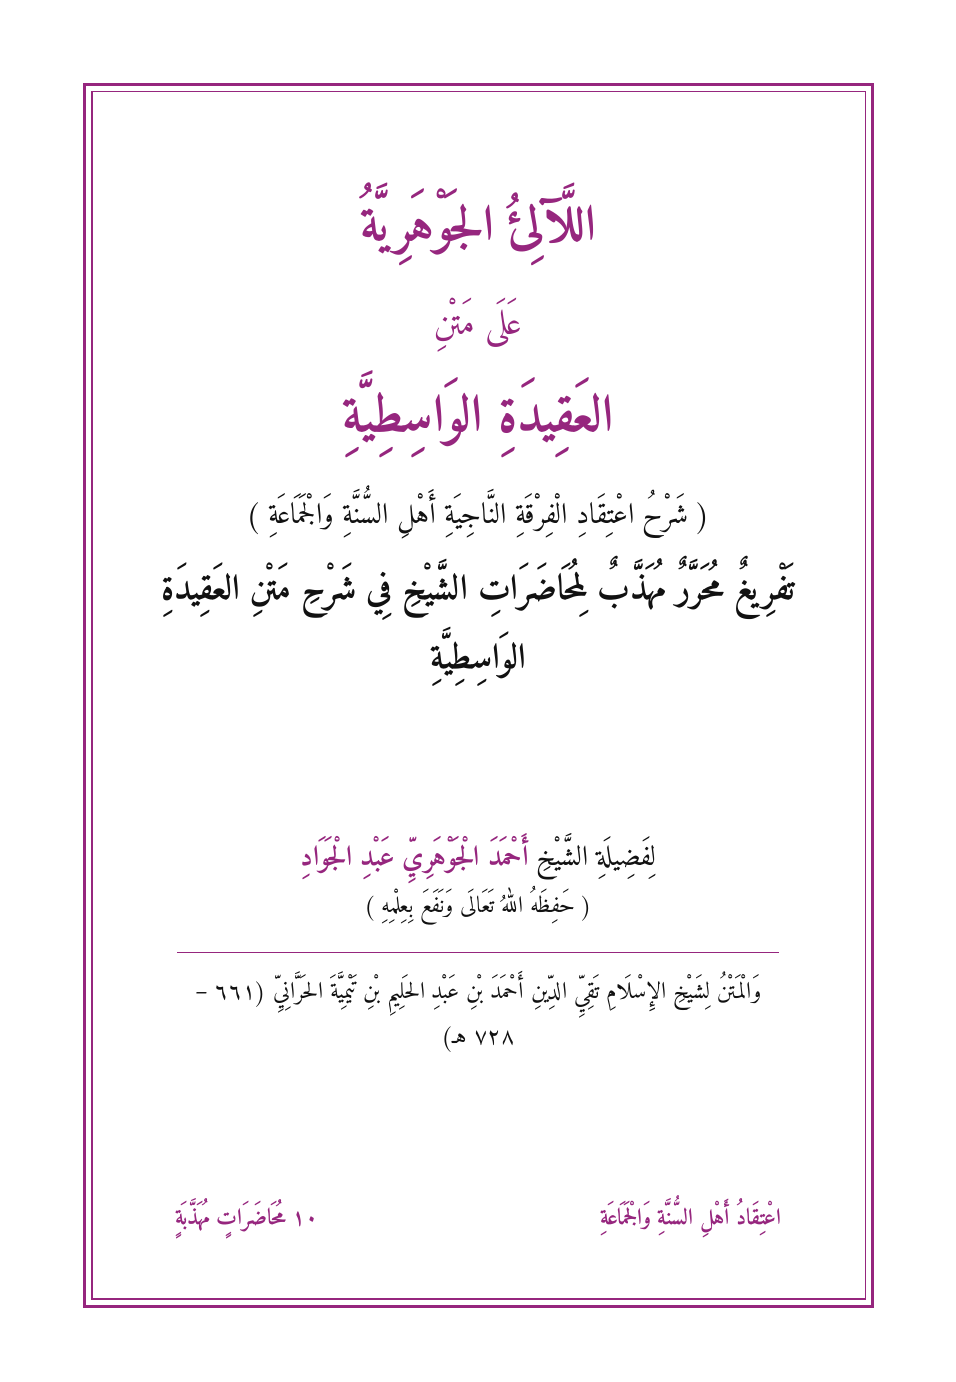 اللَّآلِئُ الجَوْهَرِيَّةُ
عَلَى مَتْنِ
العَقِيدَةِ الوَاسِطِيَّةِ
( شَرْحُ اعْتِقَادِ الْفِرْقَةِ النَّاجِيَةِ أَهْلِ السُّنَّةِ وَالْجَمَاعَةِ )
تَفْرِيغٌ مُحَرَّرٌ مُهَذَّبٌ لِمُحَاضَرَاتِ الشَّيْخِ فِي شَرْحِ مَتْنِ العَقِيدَةِ
الوَاسِطِيَّةِ
لِفَضِيلَةِ الشَّيْخِ أَحْمَدَ الْجَوْهَرِيِّ عَبْدِ الْجَوَادِ
( حَفِظَهُ اللهُ تَعَالَى وَنَفَعَ بِعِلْمِهِ )
وَالْمَتْنُ لِشَيْخِ الإِسْلَامِ تَقِيِّ الدِّينِ أَحْمَدَ بْنِ عَبْدِ الحَلِيمِ بْنِ تَيْمِيَّةَ الحَرَّانِيِّ (٦٦١ –
٧٢٨ هـ)
اعْتِقَادُ أَهْلِ السُّنَّةِ وَالْجَمَاعَةِ
١٠ مُحَاضَرَاتٍ مُهَذَّبَةٍ